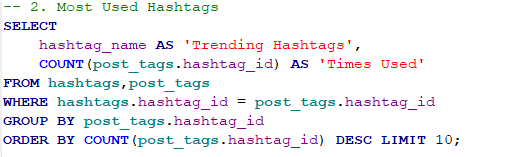 -- 2. Most Used Hashtags
SELECT
    hashtag_name AS 'Trending Hashtags',
    COUNT(post_tags.hashtag_id) AS 'Times Used'
FROM hashtags,post_tags
WHERE hashtags.hashtag_id = post_tags.hashtag_id
GROUP BY post_tags.hashtag_id
ORDER BY COUNT(post_tags.hashtag_id) DESC LIMIT 10;